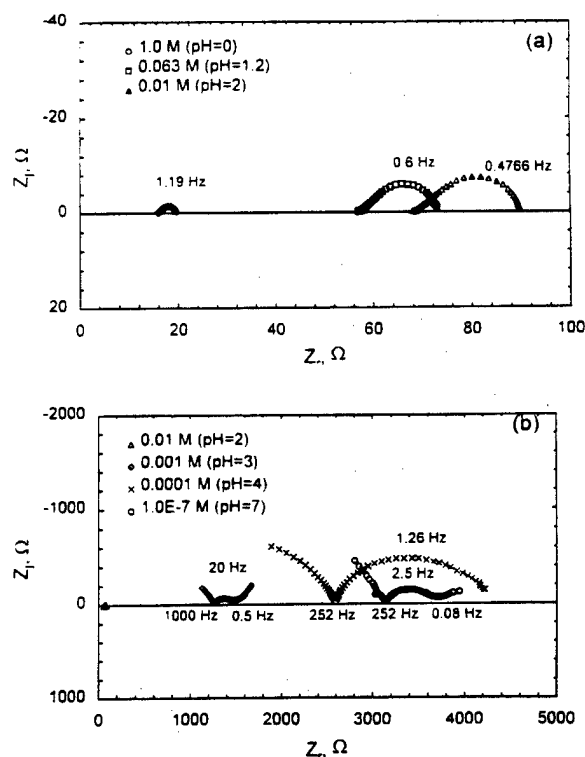 (a)
○ 1.0 M (pH=0)
□ 0.063 M (pH=1.2)
▲ 0.01 M (pH=2)
-40
-20
0
20
Zj, Ω
1.19 Hz
0.6 Hz
0.4766 Hz
0 20 40 60 80 100
Zr, Ω
(b)
△ 0.01 M (pH=2)
◇ 0.001 M (pH=3)
× 0.0001 M (pH=4)
○ 1.0E-7 M (pH=7)
-2000
-1000
0
1000
Zj, Ω
20 Hz
1.26 Hz
2.5 Hz
1000 Hz 0.5 Hz 252 Hz 252 Hz 0.08 Hz
0 1000 2000 3000 4000 5000
Zr, Ω